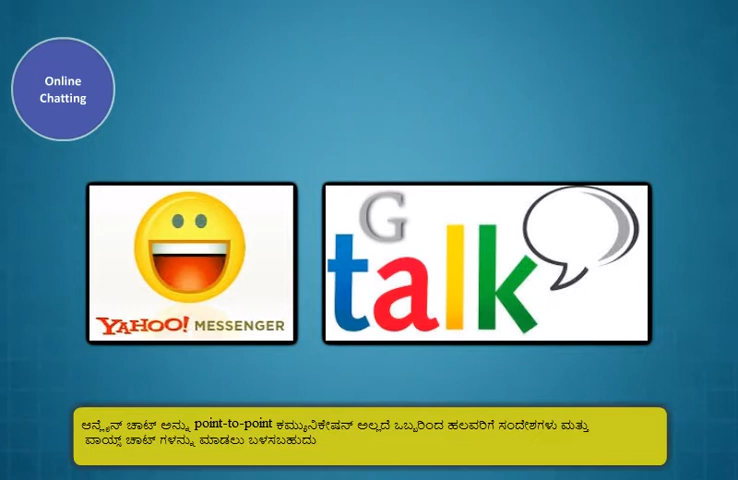 Online
Chatting
YAHOO! MESSENGER
G
talk
ಆನ್ಲೈನ್ ಚಾಟ್ ಅನ್ನು point-to-point ಕಮ್ಯುನಿಕೇಷನ್ ಅಲ್ಲದೆ ಒಬ್ಬರಿಂದ ಹಲವರಿಗೆ ಸಂದೇಶಗಳು ಮತ್ತು
ವಾಯ್ಸ್ ಚಾಟ್ ಗಳನ್ನು ಮಾಡಲು ಬಳಸಬಹುದು